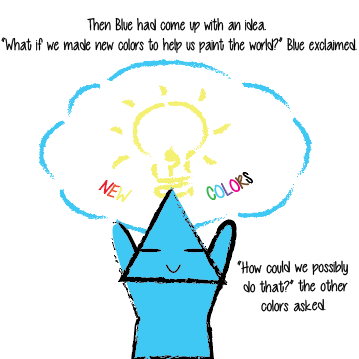 Then Blue had come up with an idea.
"What if we made new colors to help us paint the world?" Blue exclaimed.
NEW COLORS
"How could we possibly
do that?" the other
colors asked.